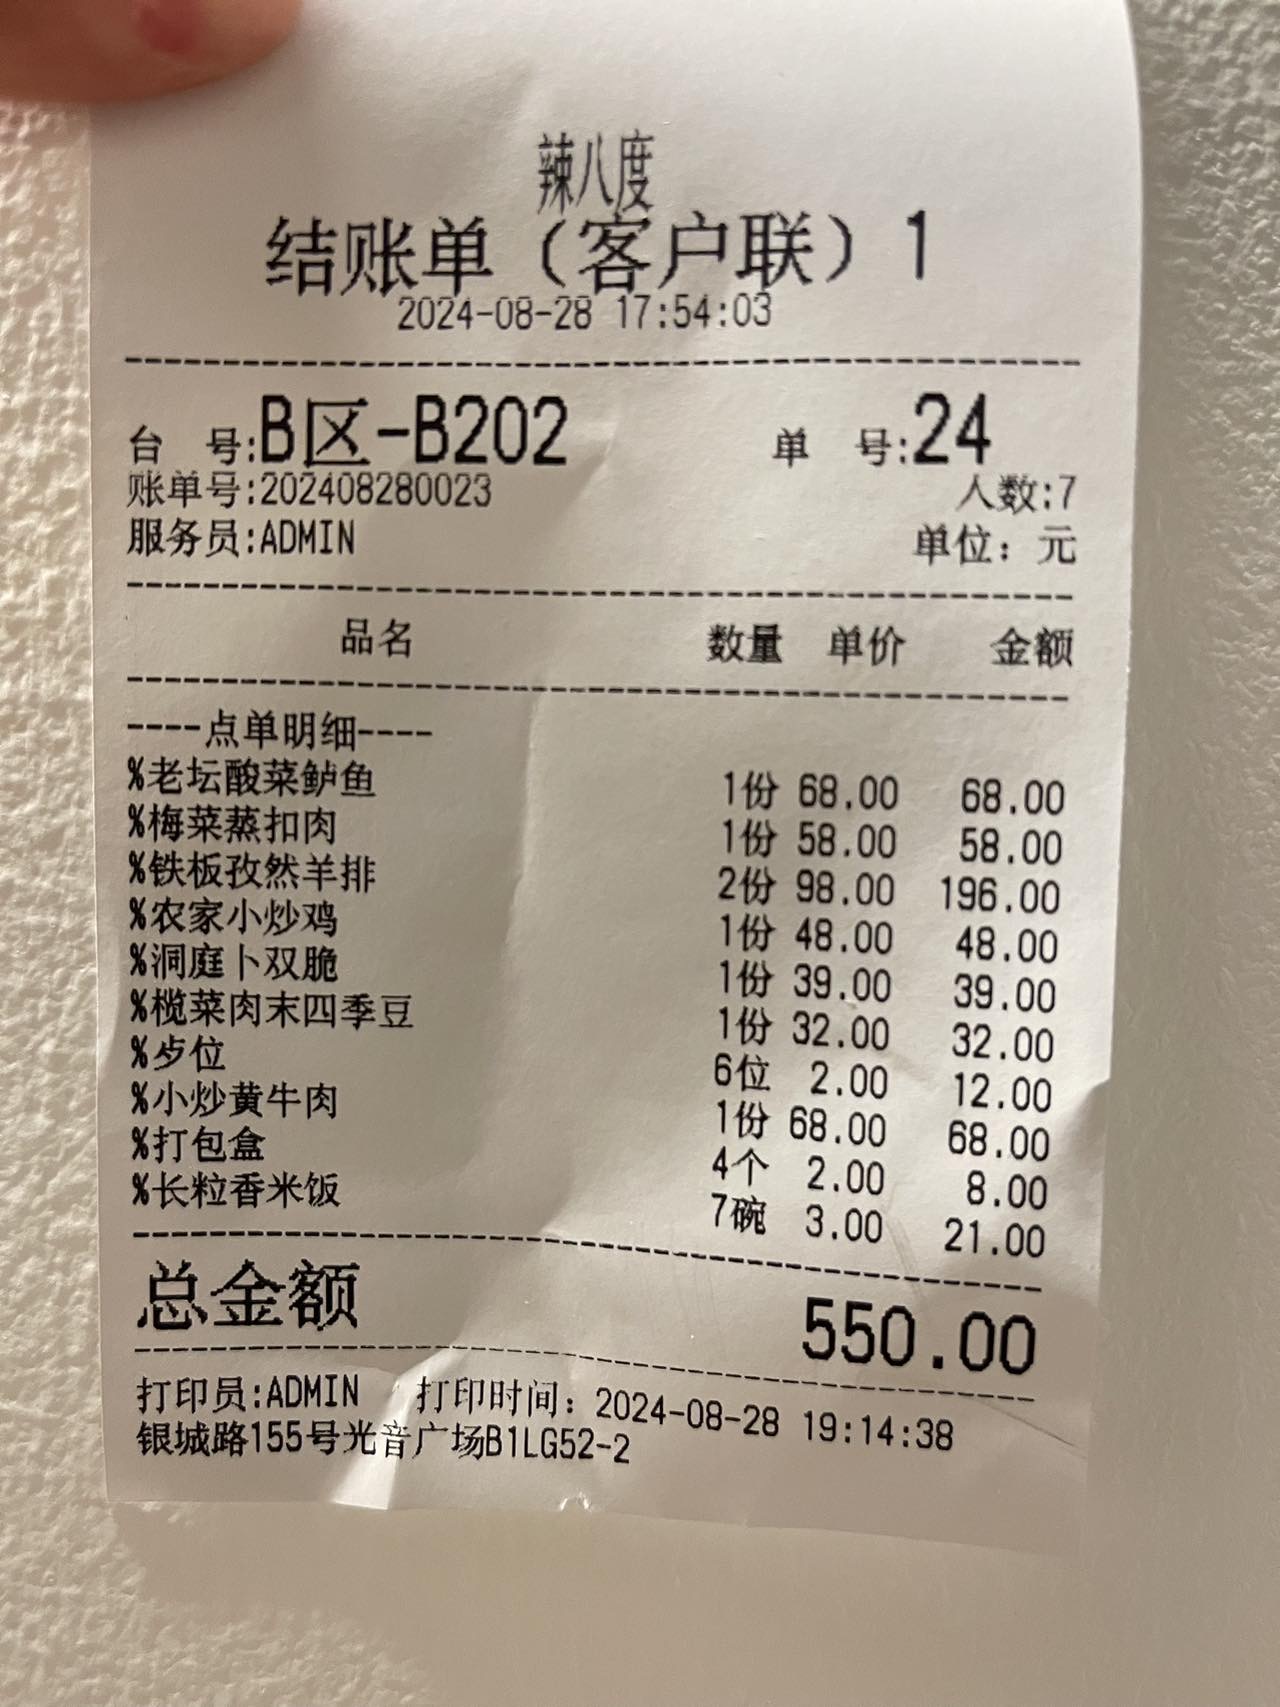 辣八度
结账单（客户联）1
2024-08-28 17:54:03
台 号:B区-B202 单 号:24
账单号:202408280023 人数:7
服务员:ADMIN 单位：元
品名 数量 单价 金额
----点单明细----
%老坛酸菜鲈鱼 1份 68.00 68.00
%梅菜蒸扣肉 1份 58.00 58.00
%铁板孜然羊排 2份 98.00 196.00
%农家小炒鸡 1份 48.00 48.00
%洞庭卜双脆 1份 39.00 39.00
%榄菜肉末四季豆 1份 32.00 32.00
%歺位 6位 2.00 12.00
%小炒黄牛肉 1份 68.00 68.00
%打包盒 4个 2.00 8.00
%长粒香米饭 7碗 3.00 21.00
总金额 550.00
打印员:ADMIN 打印时间：2024-08-28 19:14:38
银城路155号光音广场B1LG52-2